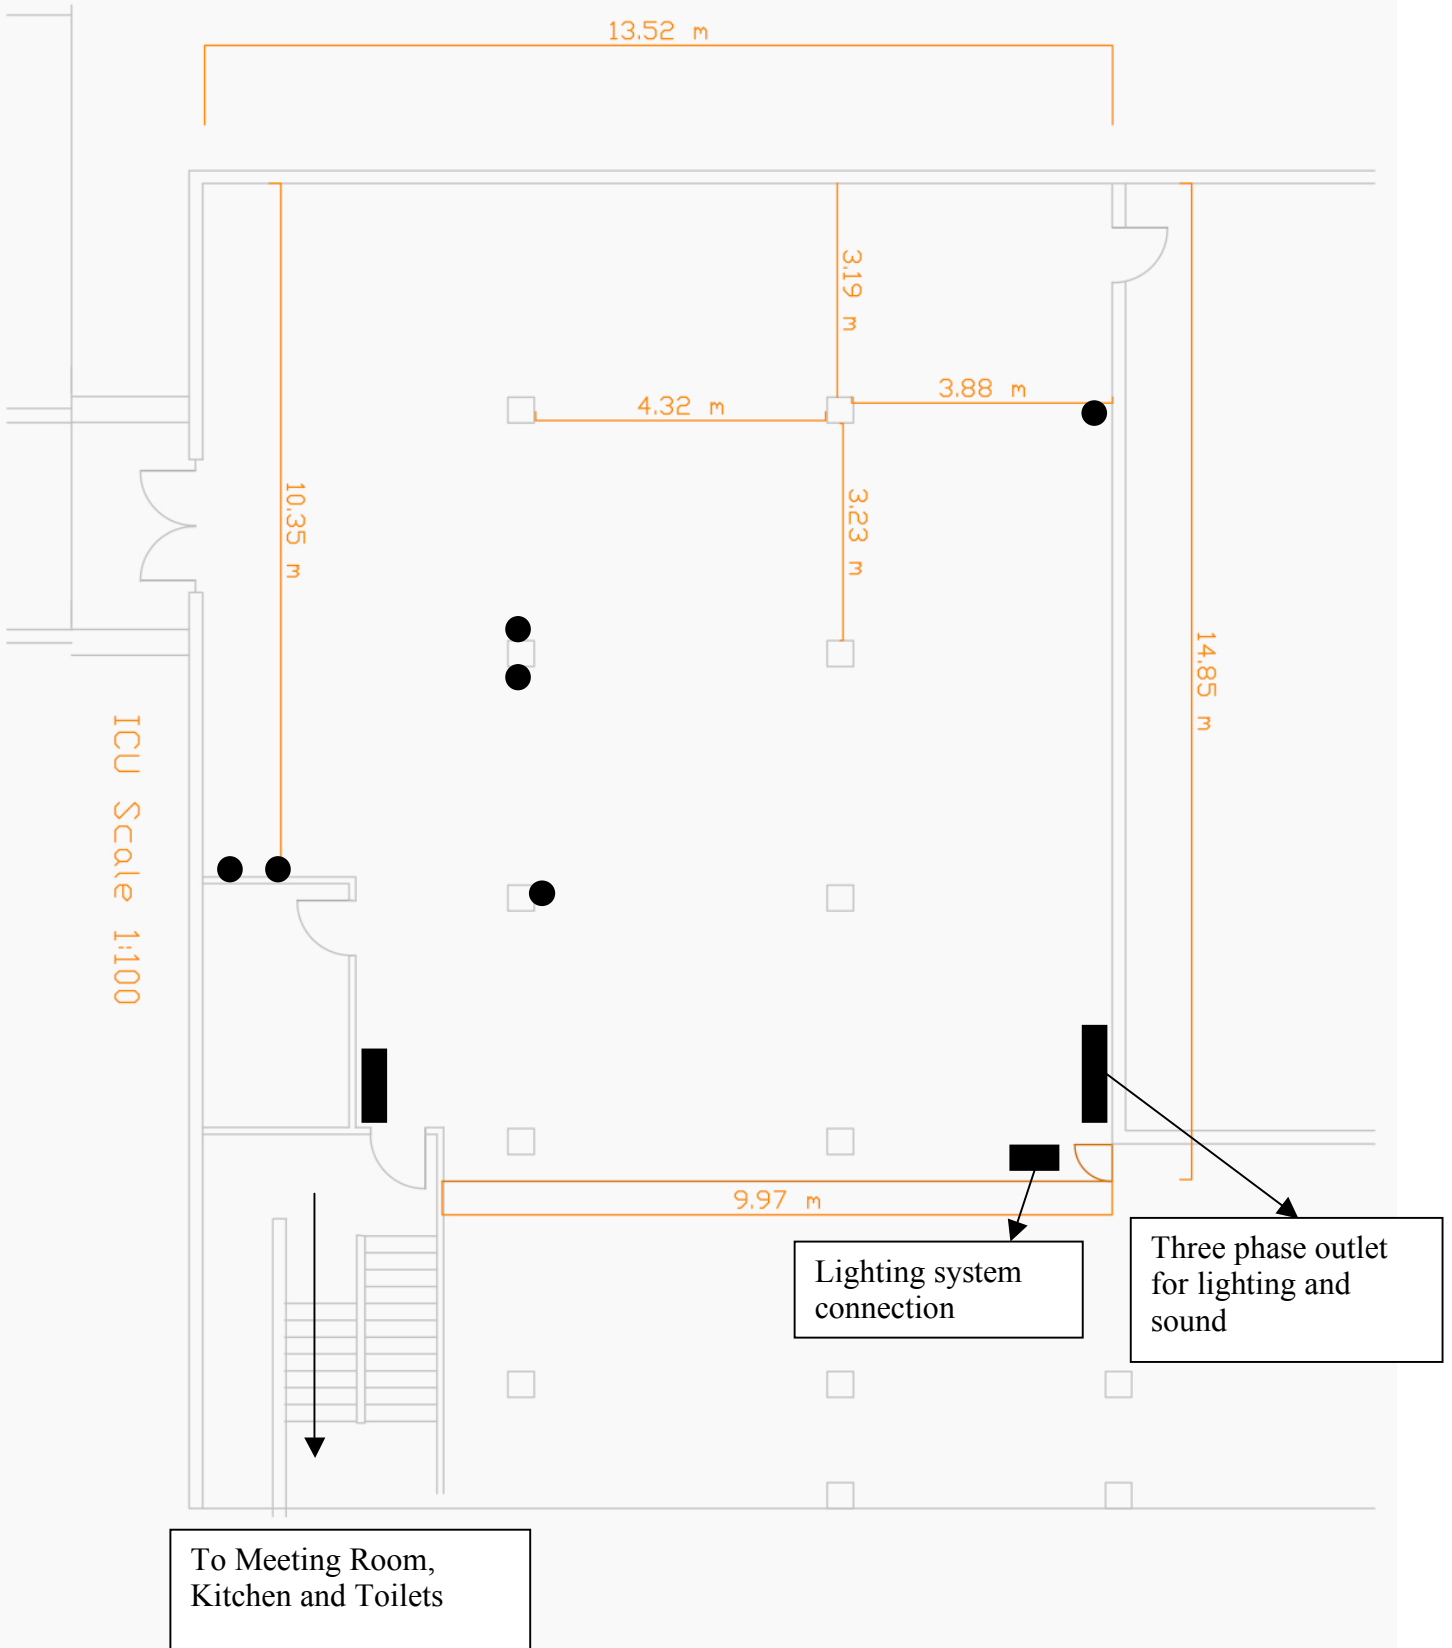 13.52 m
3.19 m
3.88 m
4.32 m
10.35 m
3.23 m
14.85 m
ICU Scale 1:100
9.97 m
Lighting system
connection
Three phase outlet
for lighting and
sound
To Meeting Room,
Kitchen and Toilets